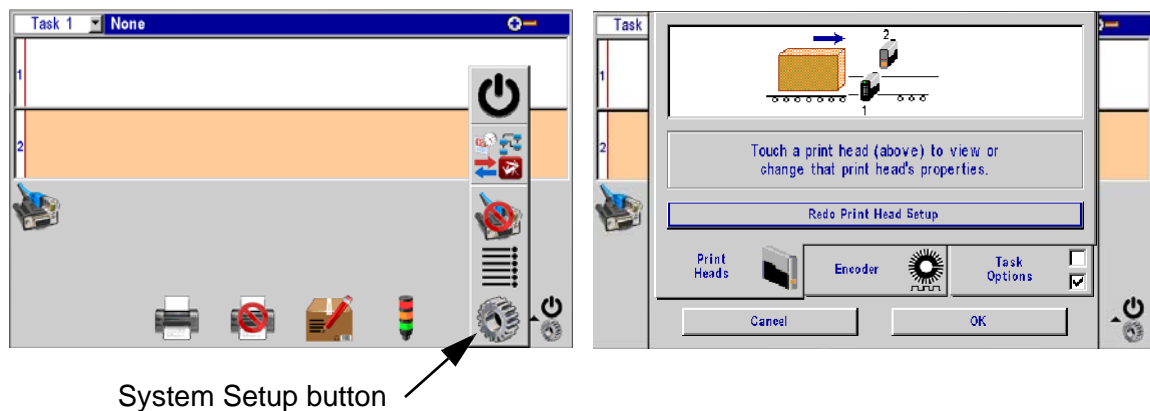 Task 1 None
1
2
System Setup button
Task
1
2
2
1
Touch a print head (above) to view or
change that print head's properties.
Redo Print Head Setup
Print
Heads
Encoder
Task
Options
Cancel
OK